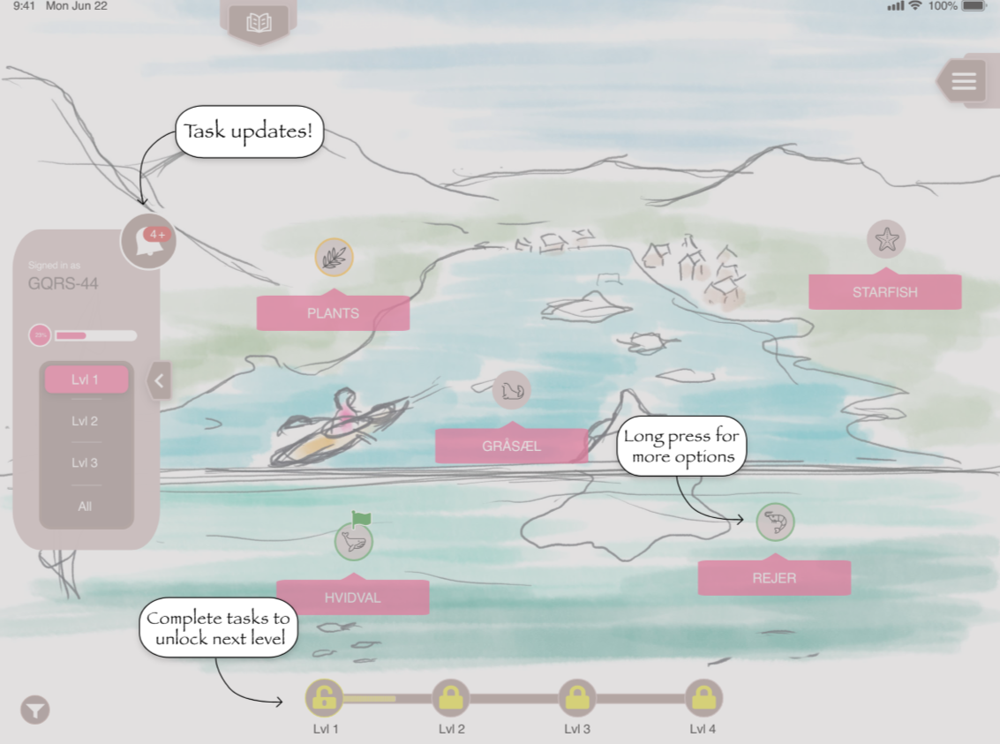 9:41 Mon Jun 22
100%
Task updates!
4+
Signed in as
GQRS-44
Lvl 1
Lvl 2
Lvl 3
All
PLANTS
STARFISH
GRÅSÆL
Long press for
more options
REJER
HVIDVAL
Complete tasks to
unlock next level
Lvl 1
Lvl 2
Lvl 3
Lvl 4